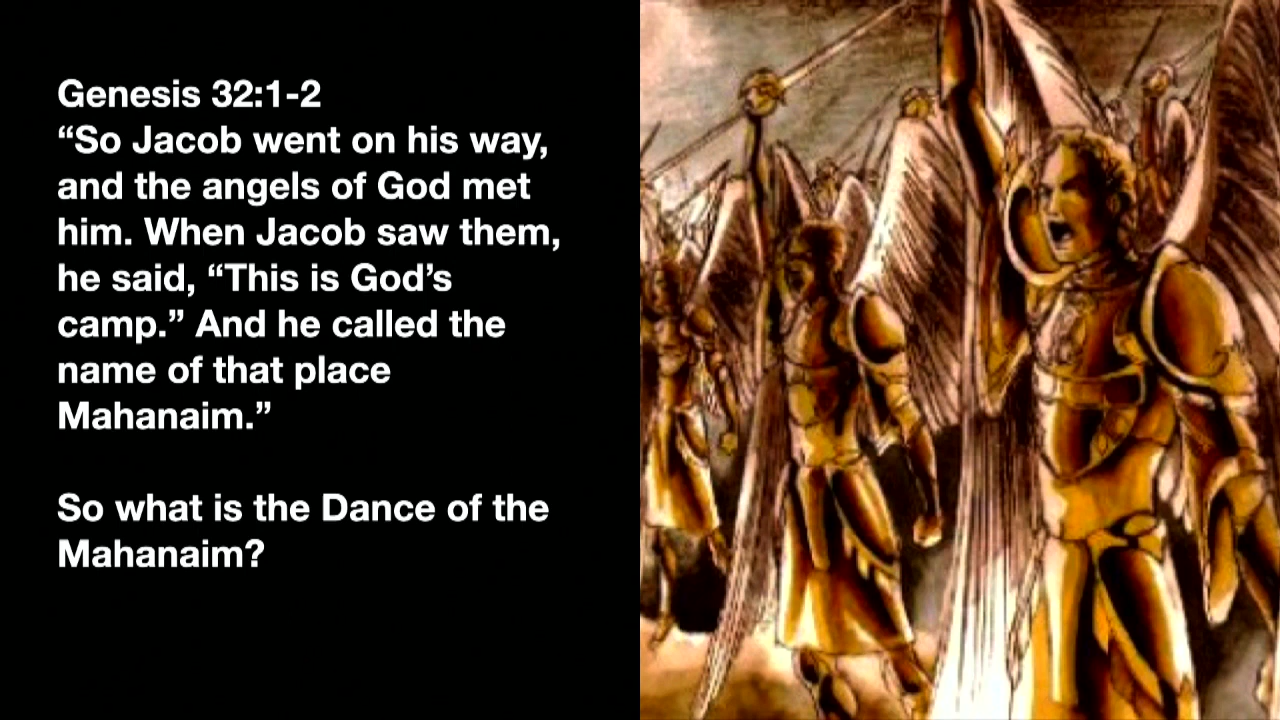 Genesis 32:1-2
“So Jacob went on his way,
and the angels of God met
him. When Jacob saw them,
he said, “This is God’s
camp.” And he called the
name of that place
Mahanaim.”
So what is the Dance of the
Mahanaim?